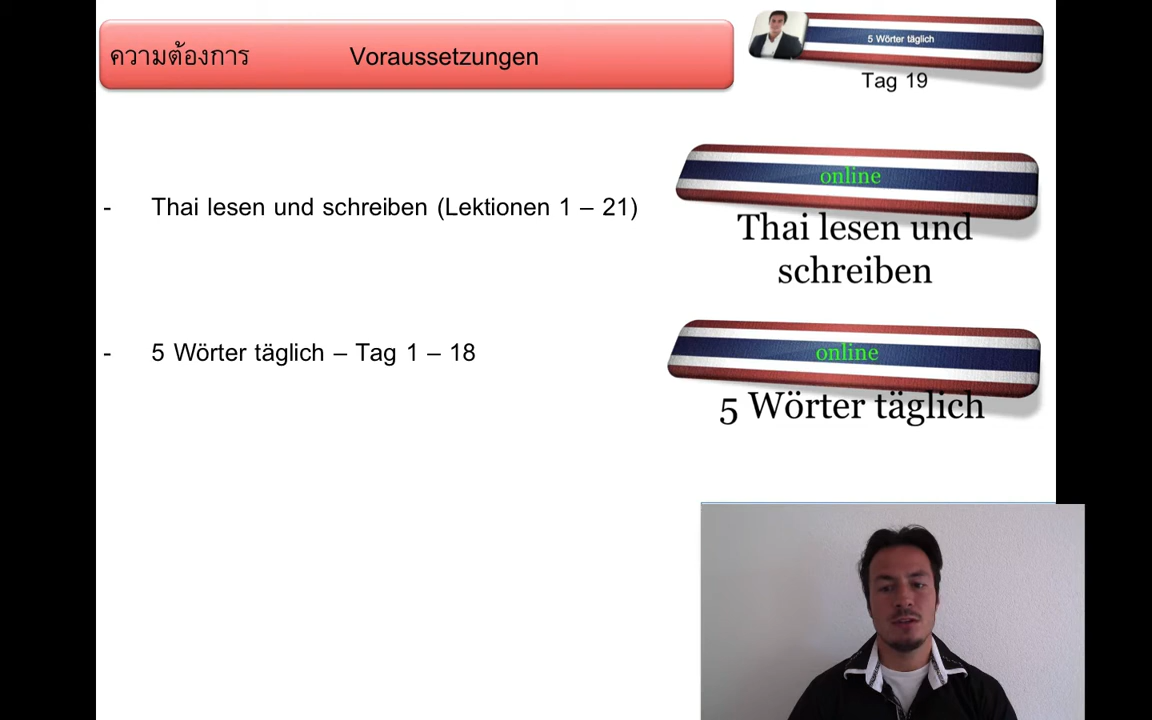 ความต้องการ Voraussetzungen
5 Wörter täglich
Tag 19
- Thai lesen und schreiben (Lektionen 1 – 21)
online
Thai lesen und
schreiben
- 5 Wörter täglich – Tag 1 – 18
online
5 Wörter täglich